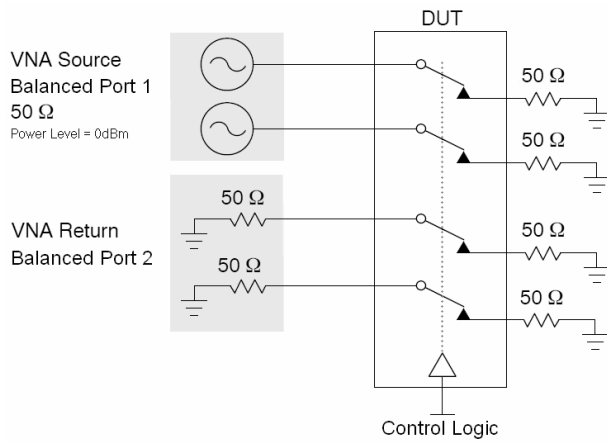 DUT
VNA Source
Balanced Port 1
50 Ω
Power Level = 0dBm
50 Ω
50 Ω
VNA Return
Balanced Port 2
50 Ω
50 Ω
50 Ω
50 Ω
Control Logic